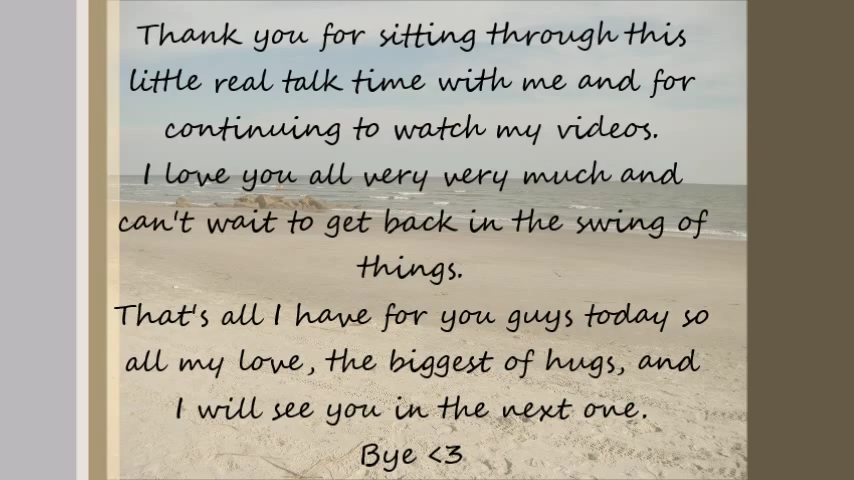 Thank you for sitting through this
little real talk time with me and for
continuing to watch my videos.
I love you all very very much and
can't wait to get back in the swing of
things.
That's all I have for you guys today so
all my love, the biggest of hugs, and
I will see you in the next one.
Bye <3